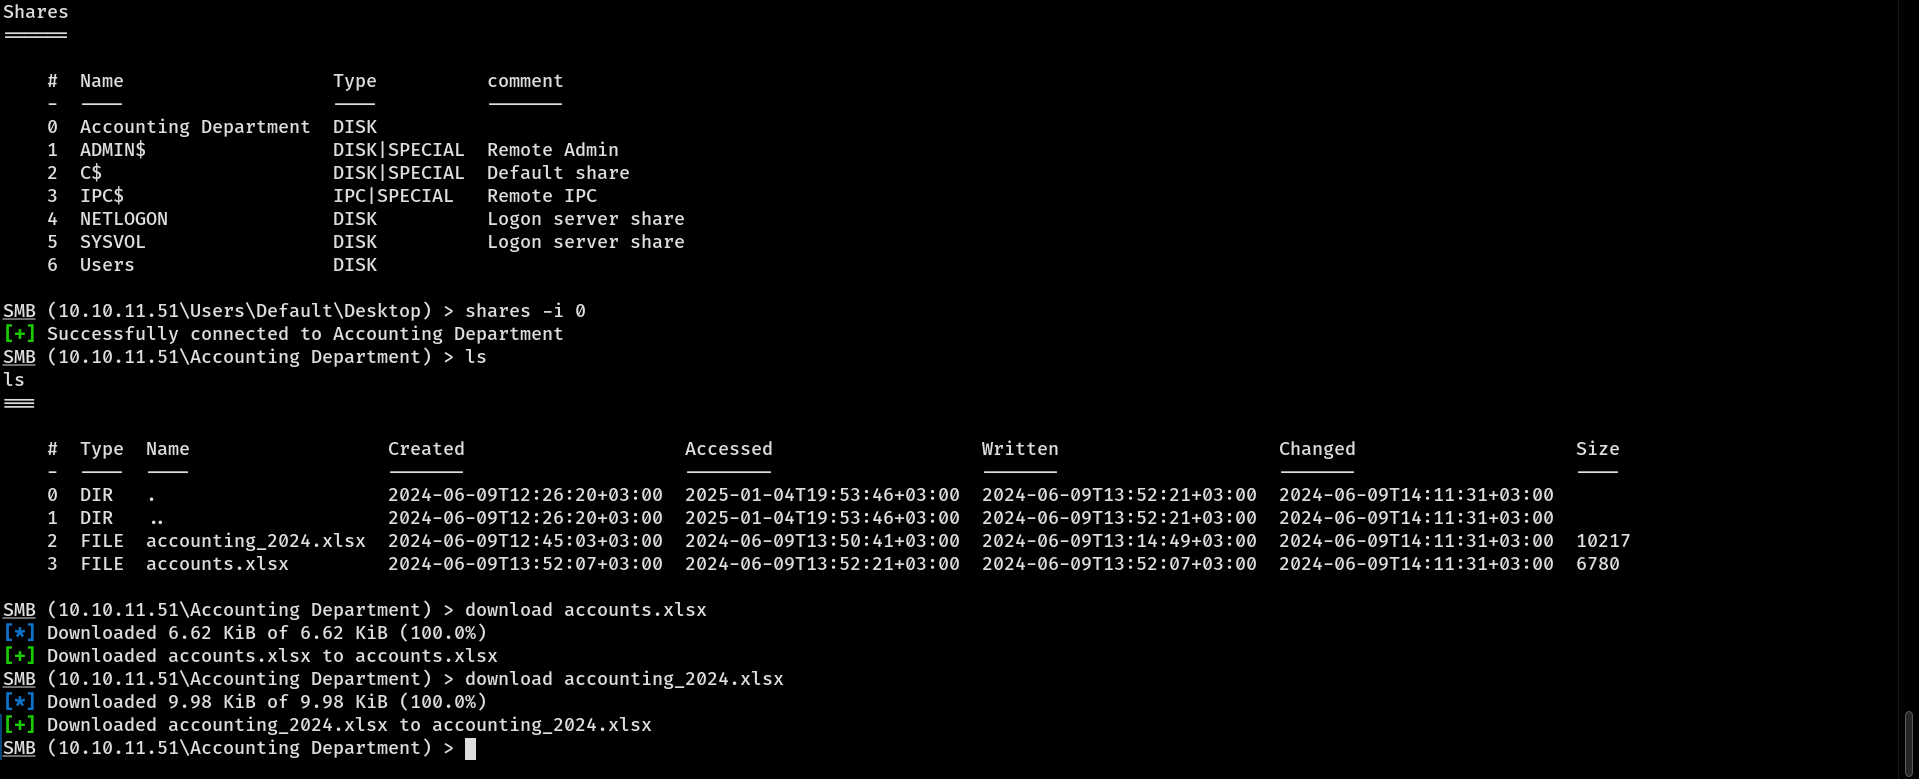 Shares
======
#  Name                   Type          comment
-  ----                   ----          -------
0  Accounting Department  DISK
1  ADMIN$                 DISK|SPECIAL  Remote Admin
2  C$                     DISK|SPECIAL  Default share
3  IPC$                   IPC|SPECIAL   Remote IPC
4  NETLOGON               DISK          Logon server share
5  SYSVOL                 DISK          Logon server share
6  Users                  DISK
SMB (10.10.11.51\Users\Default\Desktop) > shares -i 0
[+] Successfully connected to Accounting Department
SMB (10.10.11.51\Accounting Department) > ls
ls
===
#  Type  Name                  Created                    Accessed                   Written                    Changed                    Size
-  ----  ----                  -------                    --------                   -------                    -------                    ----
0  DIR   .                     2024-06-09T12:26:20+03:00  2025-01-04T19:53:46+03:00  2024-06-09T13:52:21+03:00  2024-06-09T14:11:31+03:00
1  DIR   ..                    2024-06-09T12:26:20+03:00  2025-01-04T19:53:46+03:00  2024-06-09T13:52:21+03:00  2024-06-09T14:11:31+03:00
2  FILE  accounting_2024.xlsx  2024-06-09T12:45:03+03:00  2024-06-09T13:50:41+03:00  2024-06-09T13:14:49+03:00  2024-06-09T14:11:31+03:00  10217
3  FILE  accounts.xlsx         2024-06-09T13:52:07+03:00  2024-06-09T13:52:21+03:00  2024-06-09T13:52:07+03:00  2024-06-09T14:11:31+03:00  6780
SMB (10.10.11.51\Accounting Department) > download accounts.xlsx
[*] Downloaded 6.62 KiB of 6.62 KiB (100.0%)
[+] Downloaded accounts.xlsx to accounts.xlsx
SMB (10.10.11.51\Accounting Department) > download accounting_2024.xlsx
[*] Downloaded 9.98 KiB of 9.98 KiB (100.0%)
[+] Downloaded accounting_2024.xlsx to accounting_2024.xlsx
SMB (10.10.11.51\Accounting Department) >